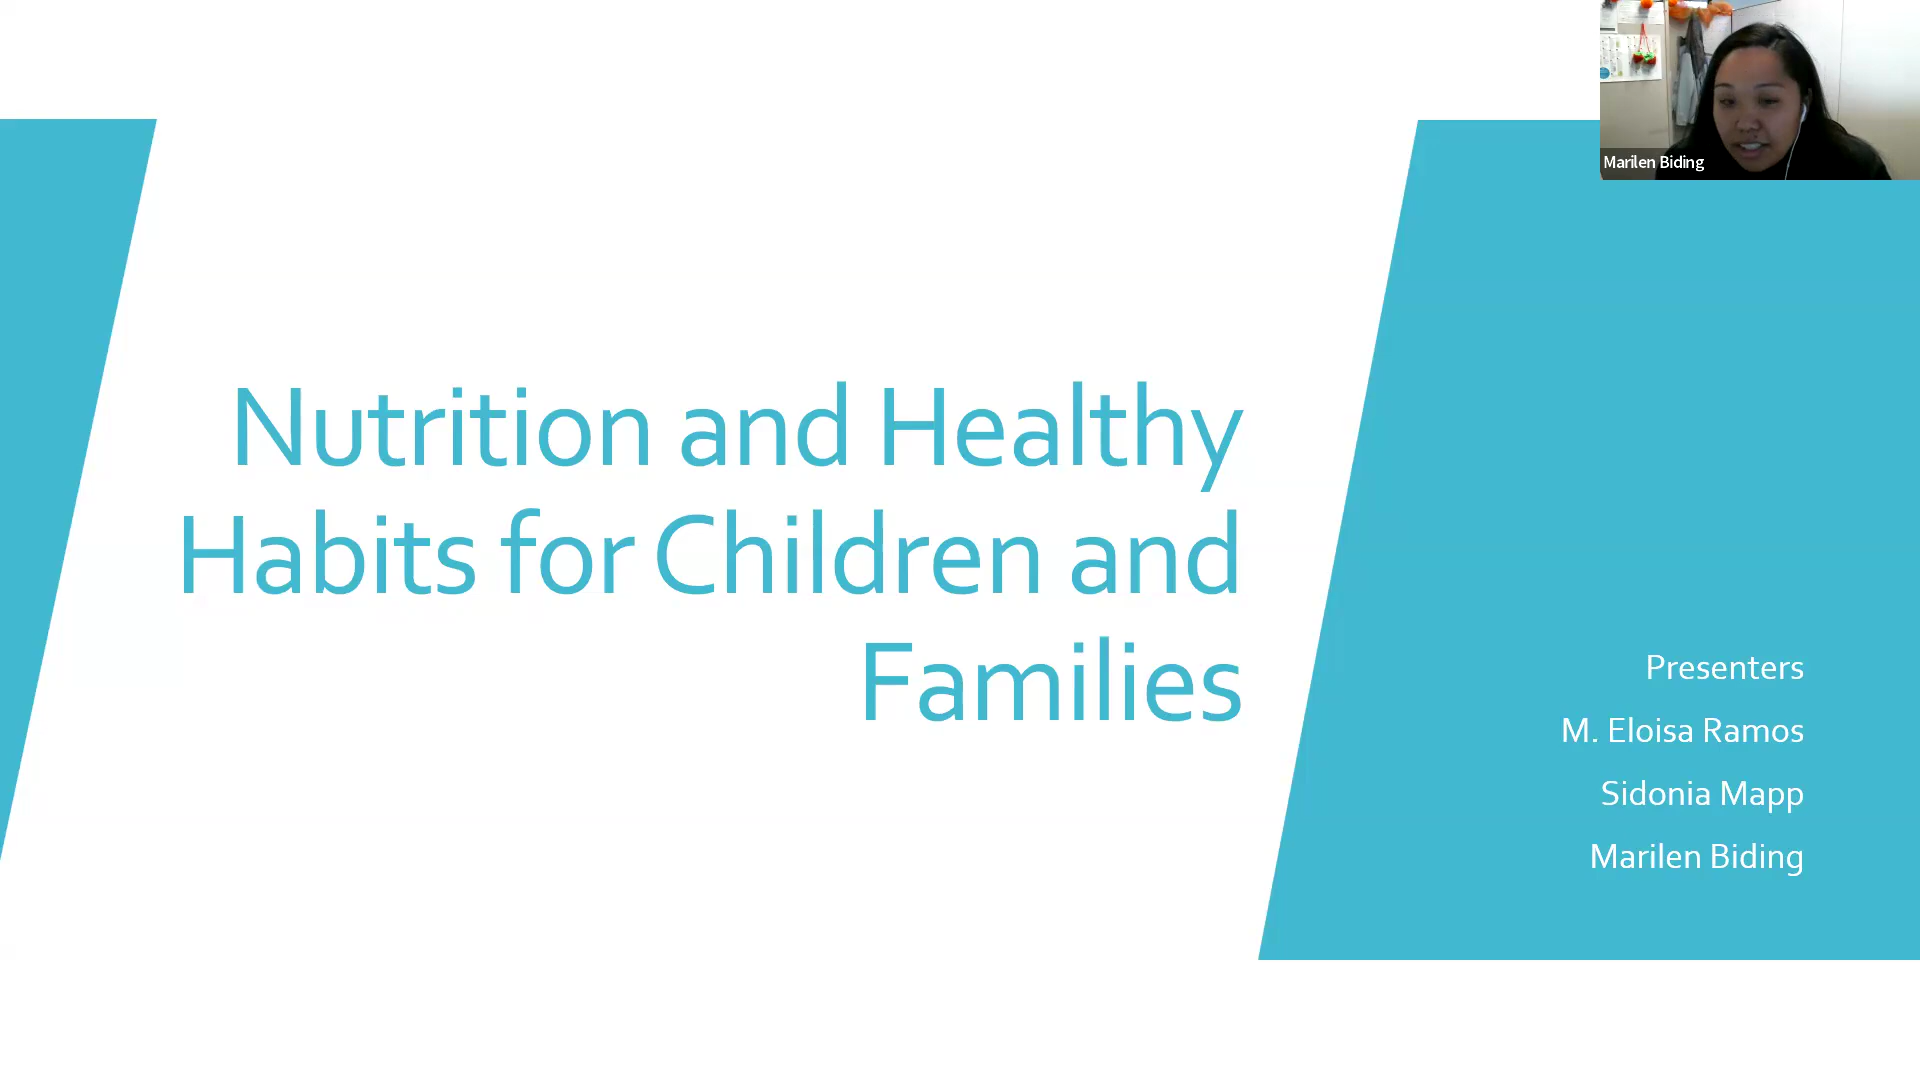 Marilen Biding
Nutrition and Healthy
Habits for Children and
Families
Presenters
M. Eloisa Ramos
Sidonia Mapp
Marilen Biding